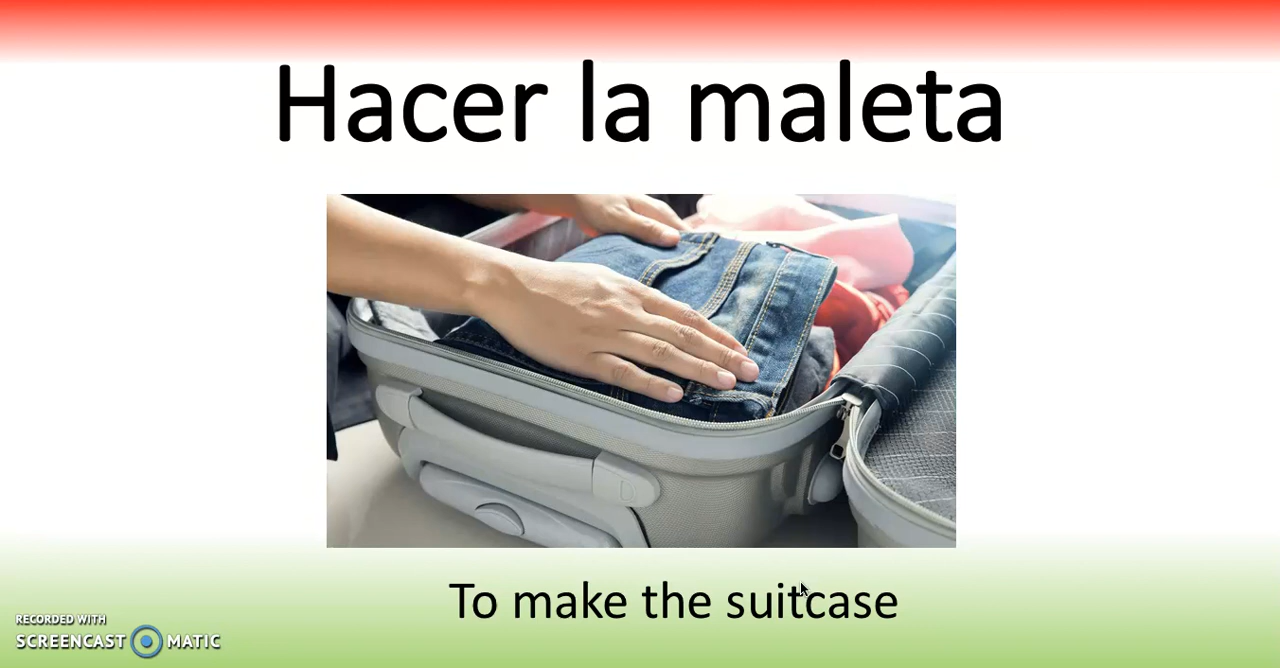 Hacer la maleta
To make the suitcase
RECORDED WITH
SCREENCAST MATIC